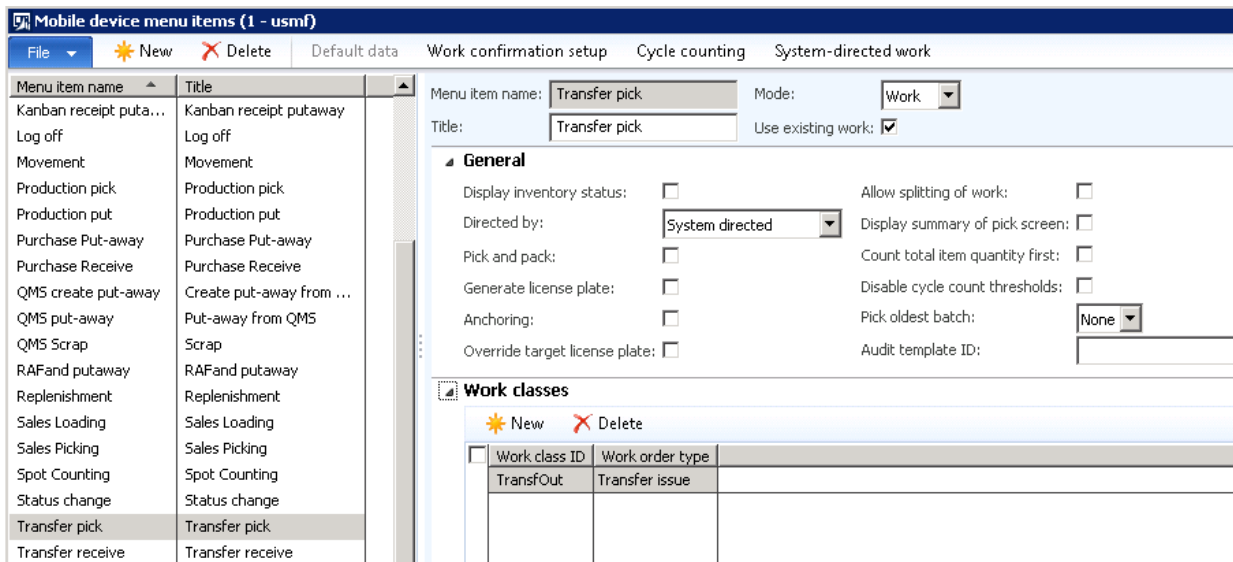 Mobile device menu items (1 - usmf)
File New Delete Default data Work confirmation setup Cycle counting System-directed work
Menu item name Title
Kanban receipt puta... Kanban receipt putaway
Log off Log off
Movement Movement
Production pick Production pick
Production put Production put
Purchase Put-away Purchase Put-away
Purchase Receive Purchase Receive
QMS create put-away Create put-away from ...
QMS put-away Put-away from QMS
QMS Scrap Scrap
RAFand putaway RAFand putaway
Replenishment Replenishment
Sales Loading Sales Loading
Sales Picking Sales Picking
Spot Counting Spot Counting
Status change Status change
Transfer pick Transfer pick
Transfer receive Transfer receive
Menu item name: Transfer pick Mode: Work
Title: Transfer pick Use existing work:
General
Display inventory status: Allow splitting of work:
Directed by: System directed Display summary of pick screen:
Pick and pack: Count total item quantity first:
Generate license plate: Disable cycle count thresholds:
Anchoring: Pick oldest batch: None
Override target license plate: Audit template ID:
Work classes
New Delete
Work class ID Work order type
TransfOut Transfer issue